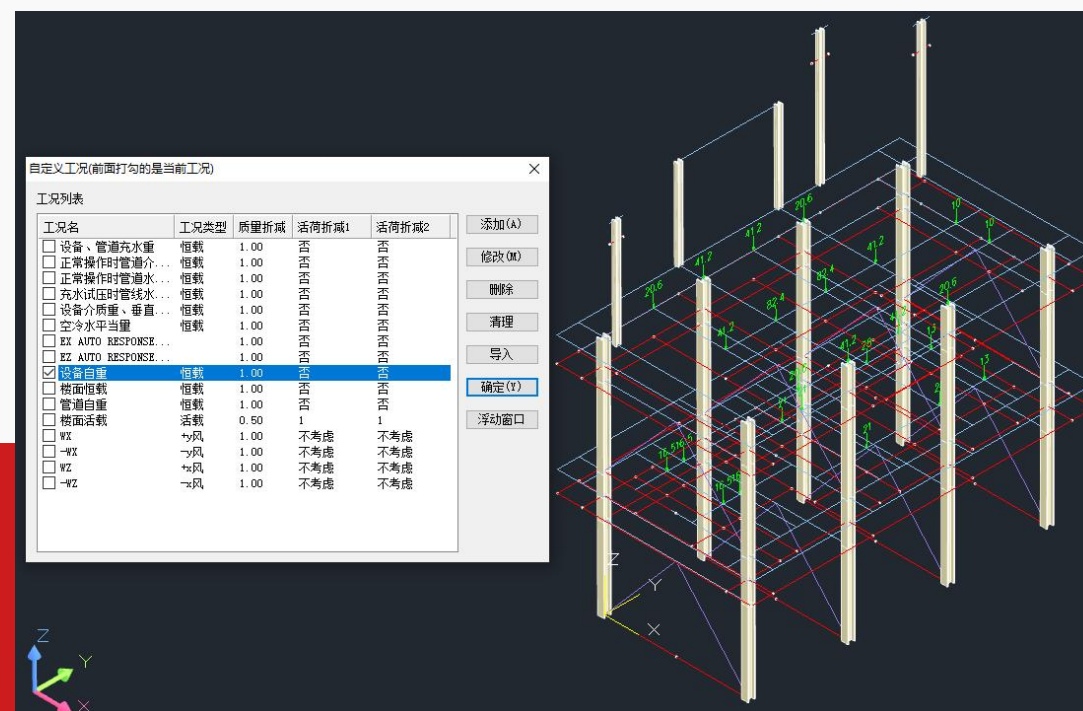 自定义工况(前面打勾的是当前工况)
工况列表
工况名 工况类型 质量折减 活荷折减1 活荷折减2
设备、管道充水重 恒载 1.00 否 否
正常操作时管道介... 恒载 1.00 否 否
正常操作时管道水... 恒载 1.00 否 否
充水试压时管线水... 恒载 1.00 否 否
设备介质重、垂直... 恒载 1.00 否 否
空冷水平当量 恒载 1.00 否 否
EX AUTO RESPONSE... 1.00 否 否
EZ AUTO RESPONSE... 1.00 否 否
设备自重 恒载 1.00 否 否
楼面恒载 恒载 1.00 否 否
管道自重 恒载 1.00 否 否
楼面活载 活载 0.50 1 1
WX +y风 1.00 不考虑 不考虑
-WX -y风 1.00 不考虑 不考虑
WZ +x风 1.00 不考虑 不考虑
-WZ -x风 1.00 不考虑 不考虑
添加(A)
修改(M)
删除
清理
导入
确定(Y)
浮动窗口
20.6
10
10
41.2
41.2
41.2
82.4
20.6
20.6
82.4
41.2
13
41.2
13
21
16.5
16.5
Z
Y
X
Z
Y
X